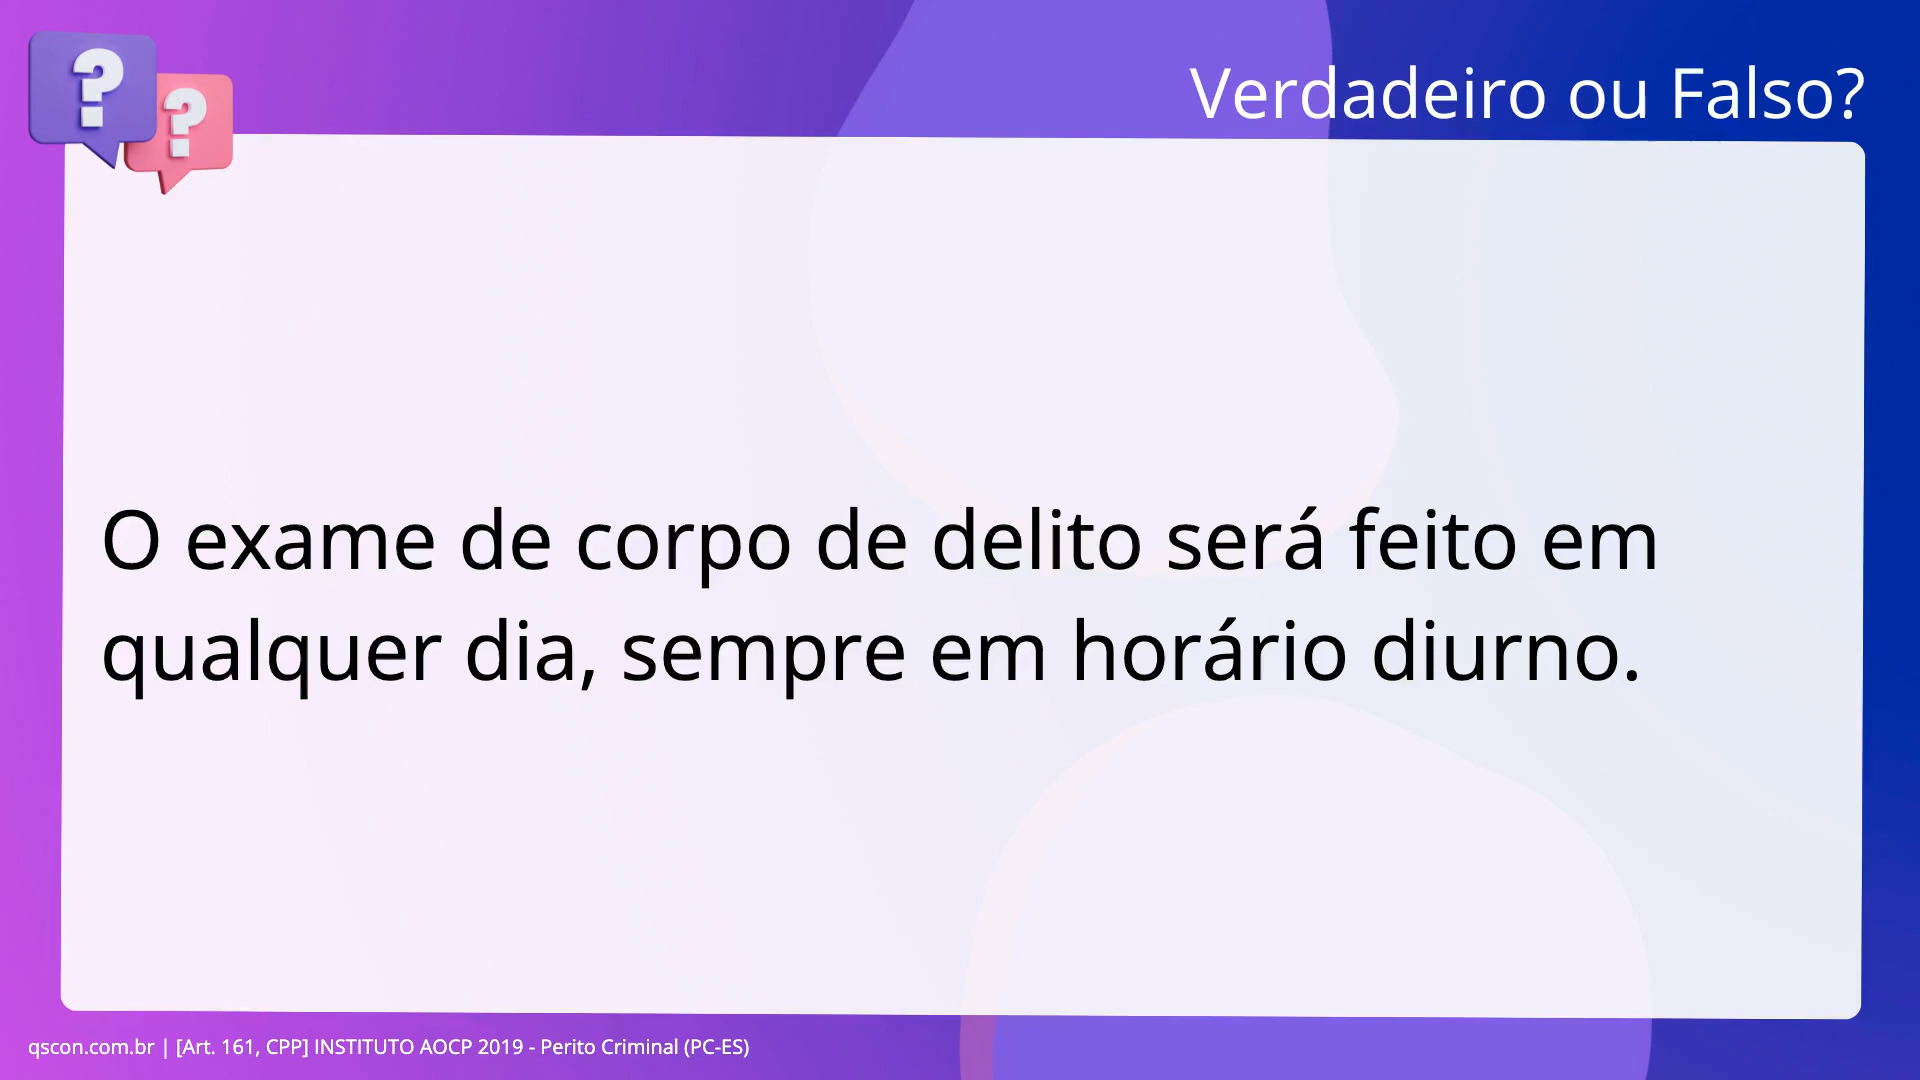 Verdadeiro ou Falso?
O exame de corpo de delito será feito em
qualquer dia, sempre em horário diurno.
qscon.com.br | [Art. 161, CPP] INSTITUTO AOCP 2019 - Perito Criminal (PC-ES)